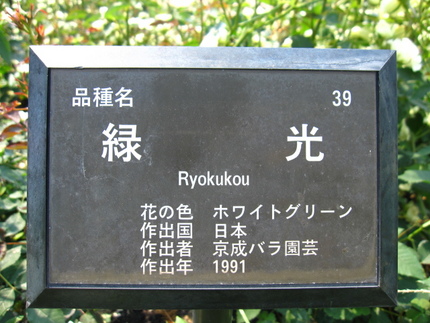 品種名 39
緑光
Ryokukou
花の色 ホワイトグリーン
作出国 日本
作出者 京成バラ園芸
作出年 1991